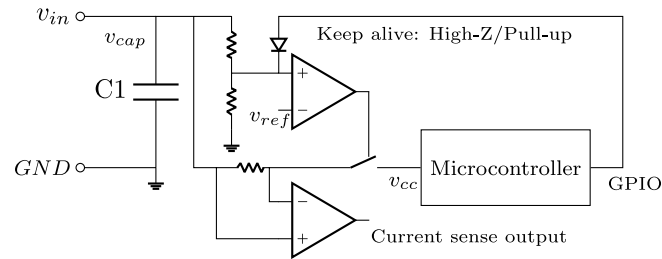 v_in
v_cap
Keep alive: High-Z/Pull-up
C1
+
v_ref
−
GND
Microcontroller
v_cc
GPIO
−
+
Current sense output